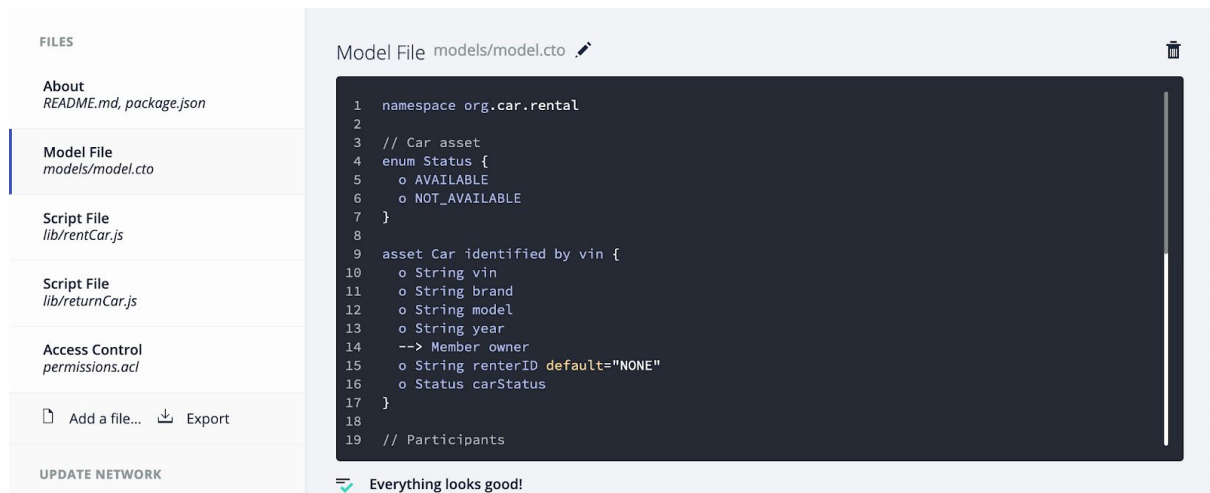 FILES
About
README.md, package.json
Model File
models/model.cto
Script File
lib/rentCar.js
Script File
lib/returnCar.js
Access Control
permissions.acl
Add a file... Export
UPDATE NETWORK
Model File models/model.cto
1 namespace org.car.rental
2
3 // Car asset
4 enum Status {
5 o AVAILABLE
6 o NOT_AVAILABLE
7 }
8
9 asset Car identified by vin {
10 o String vin
11 o String brand
12 o String model
13 o String year
14 --> Member owner
15 o String renterID default="NONE"
16 o Status carStatus
17 }
18
19 // Participants
Everything looks good!